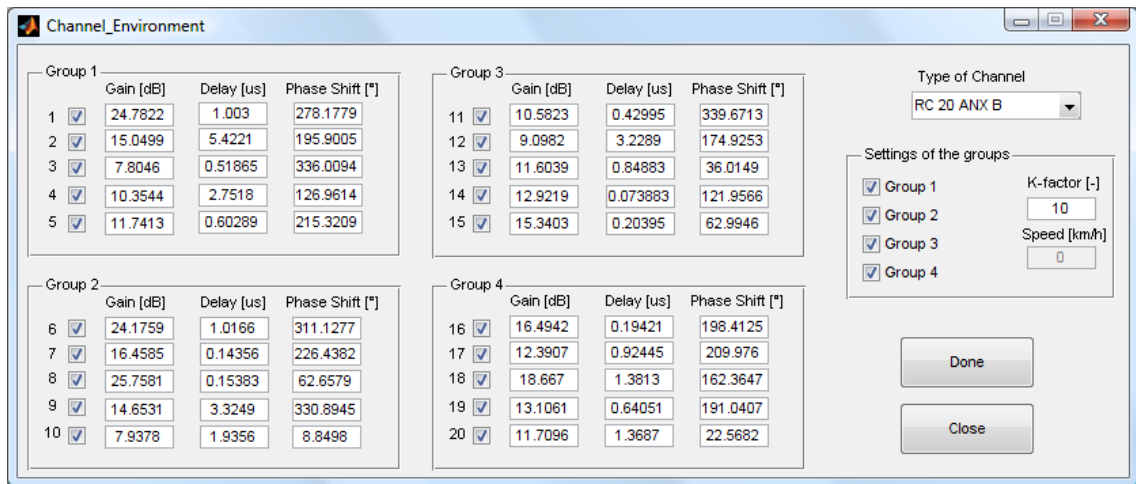 Channel_Environment
Group 1
Gain [dB] Delay [us] Phase Shift [°]
1 24.7822 1.003 278.1779
2 15.0499 5.4221 195.9005
3 7.8046 0.51865 336.0094
4 10.3544 2.7518 126.9614
5 11.7413 0.60289 215.3209
Group 2
Gain [dB] Delay [us] Phase Shift [°]
6 24.1759 1.0166 311.1277
7 16.4585 0.14356 226.4382
8 25.7581 0.15383 62.6579
9 14.6531 3.3249 330.8945
10 7.9378 1.9356 8.8498
Group 3
Gain [dB] Delay [us] Phase Shift [°]
11 10.5823 0.42995 339.6713
12 9.0982 3.2289 174.9253
13 11.6039 0.84883 36.0149
14 12.9219 0.073883 121.9566
15 15.3403 0.20395 62.9946
Group 4
Gain [dB] Delay [us] Phase Shift [°]
16 16.4942 0.19421 198.4125
17 12.3907 0.92445 209.976
18 18.667 1.3813 162.3647
19 13.1061 0.64051 191.0407
20 11.7096 1.3687 22.5682
Type of Channel
RC 20 ANX B
Settings of the groups
Group 1
Group 2
Group 3
Group 4
K-factor [-]
10
Speed [km/h]
0
Done
Close